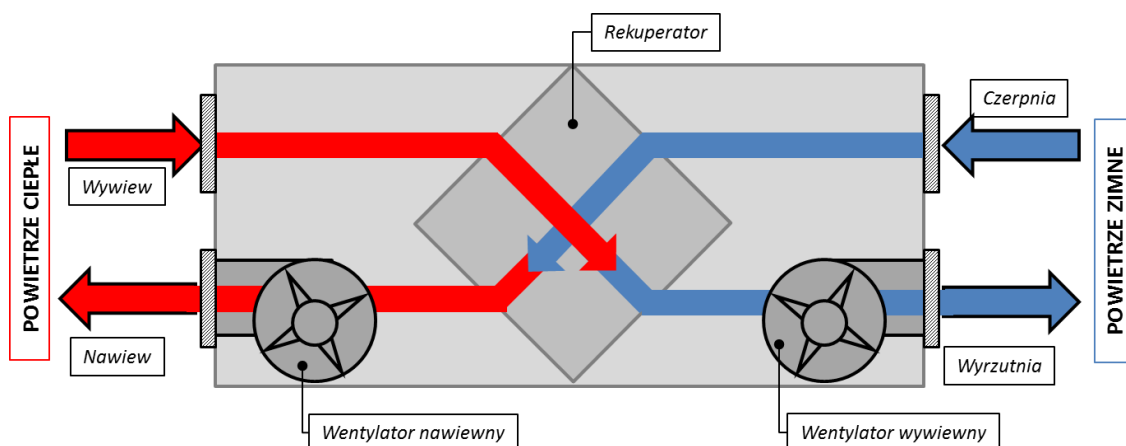 Rekuperator
Czerpnia
Wywiew
POWIETRZE CIEPŁE
POWIETRZE ZIMNE
Nawiew
Wyrzutnia
Wentylator nawiewny
Wentylator wywiewny